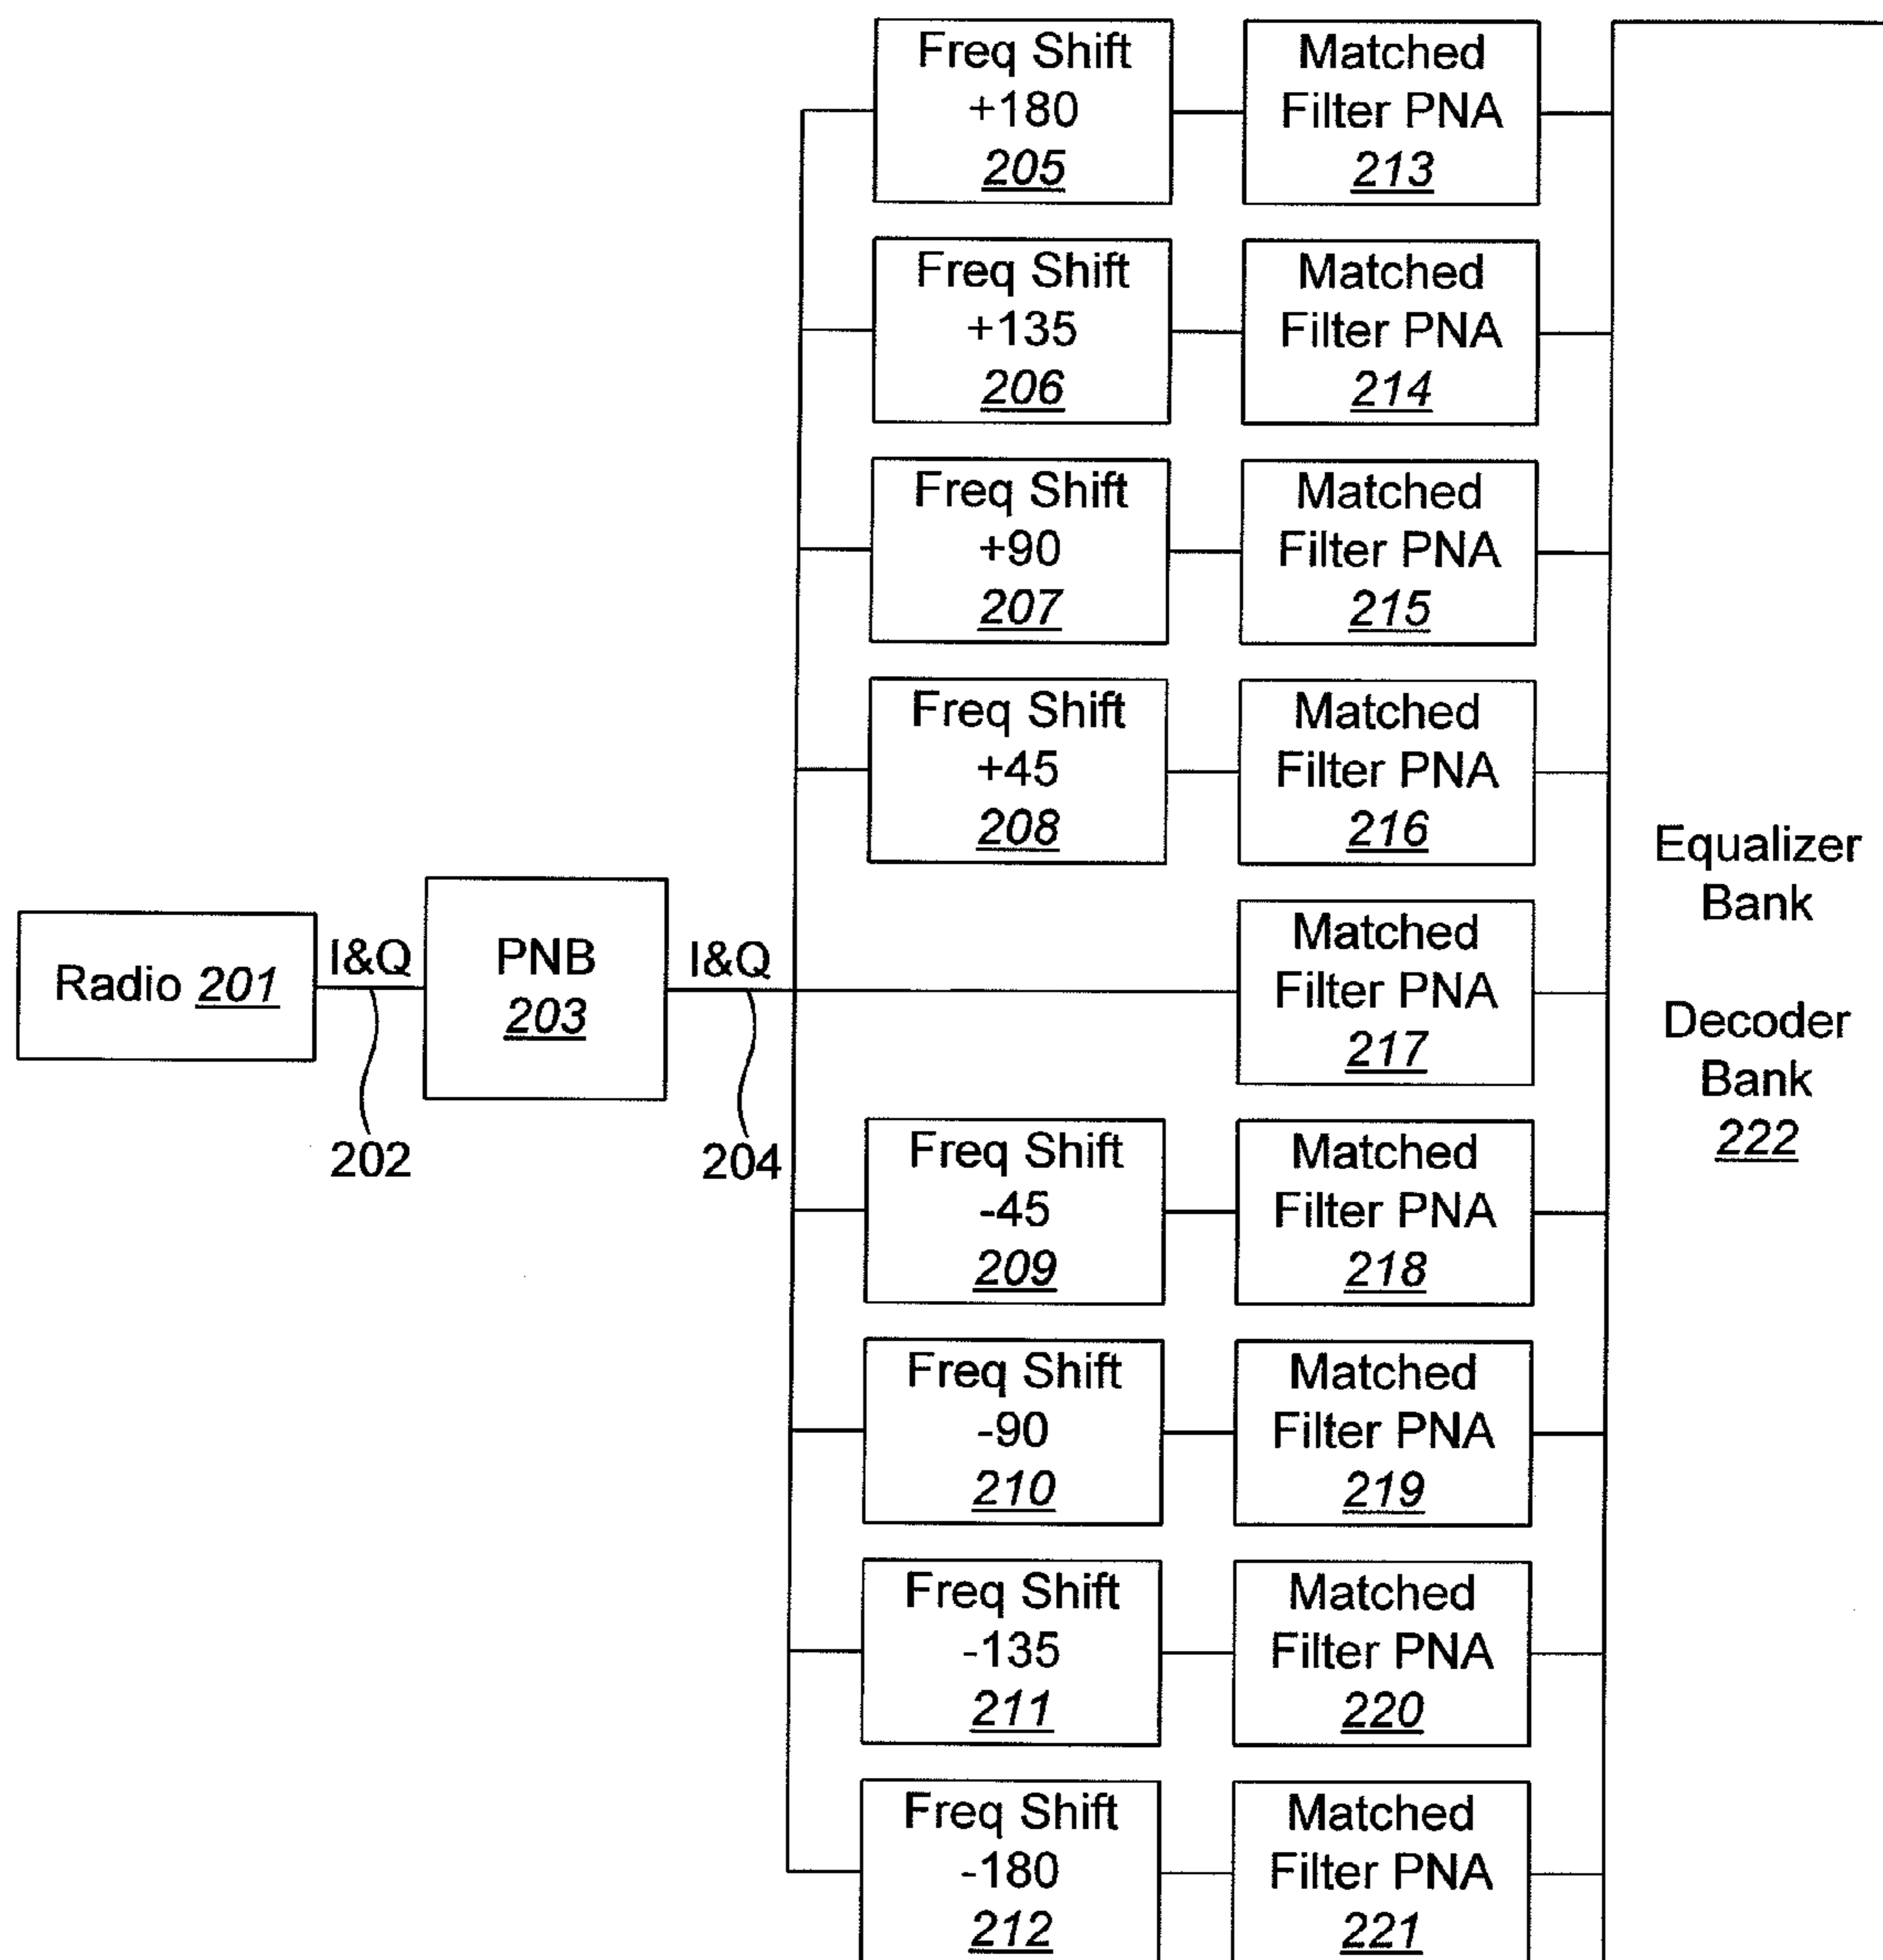 Freq Shift
+180
205
Matched
Filter PNA
213
Freq Shift
+135
206
Matched
Filter PNA
214
Freq Shift
+90
207
Matched
Filter PNA
215
Freq Shift
+45
208
Matched
Filter PNA
216
Radio 201
I&Q
202
PNB
203
I&Q
204
Matched
Filter PNA
217
Freq Shift
-45
209
Matched
Filter PNA
218
Freq Shift
-90
210
Matched
Filter PNA
219
Freq Shift
-135
211
Matched
Filter PNA
220
Freq Shift
-180
212
Matched
Filter PNA
221
Equalizer
Bank
Decoder
Bank
222